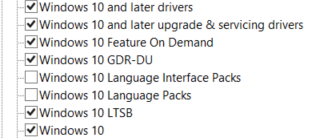 Windows 10 and later drivers
Windows 10 and later upgrade & servicing drivers
Windows 10 Feature On Demand
Windows 10 GDR-DU
Windows 10 Language Interface Packs
Windows 10 Language Packs
Windows 10 LTSB
Windows 10